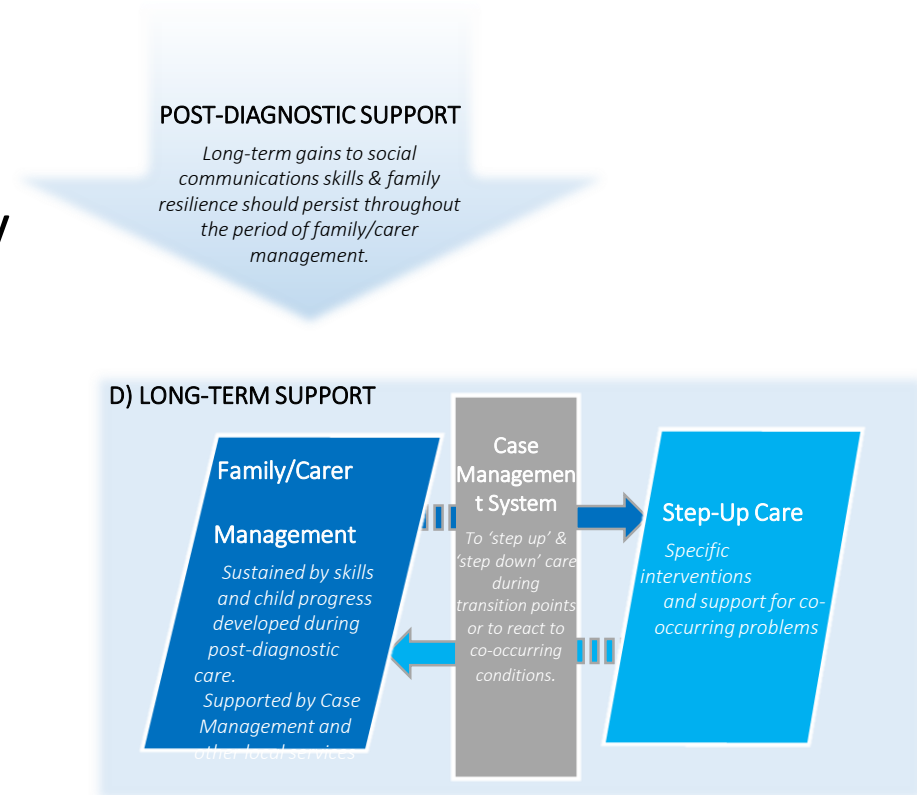 POST-DIAGNOSTIC SUPPORT
Long-term gains to social
communications skills & family
resilience should persist throughout
the period of family/carer
management.
y
D) LONG-TERM SUPPORT
Family/Carer
Management
Sustained by skills
and child progress
developed during
post-diagnostic
care.
Supported by Case
Management and
other local services
Case
Managemen
t System
To ‘step up’ &
‘step down’ care
during
transition points
or to react to
co-occurring
conditions.
Step-Up Care
Specific
interventions
and support for co-
occurring problems